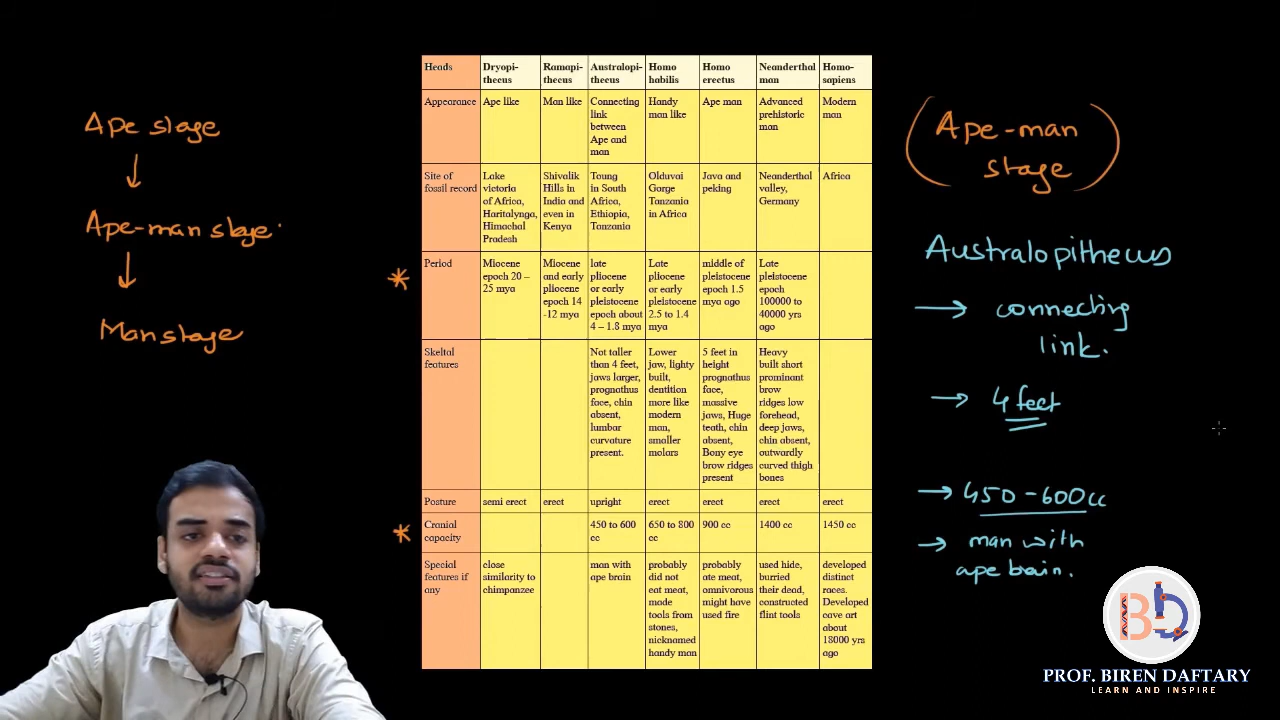 Ape stage
Ape-man stage
Man stage
Heads
Dryopi-
thecus
Ramapi-
thecus
Australopi-
thecus
Homo
habilis
Homo
erectus
Neanderthal
man
Homo-
sapiens
Appearance
Ape like
Man like
Connecting
link
between
Ape and
man
Handy
man like
Ape man
Advanced
prehistoric
man
Modern
man
Site of
fossil record
Lake
victoria
of Africa,
Haritalynga,
Himachal
Pradesh
Shivalik
Hills in
India and
even in
Kenya
Toung
in South
Africa,
Ethiopia,
Tanzania
Olduvai
Gorge
Tanzania
in Africa
Java and
peking
Neanderthal
valley,
Germany
Africa
* Period
Miocene
epoch 20 –
25 mya
Miocene
and early
pliocene
epoch 14
-12 mya
late
pliocene
or early
pleistocene
epoch about
4 – 1.8 mya
Late
pliocene
or early
pleistocene
2.5 to 1.4
mya
middle of
pleistocene
epoch 1.5
mya ago
Late
pleistocene
epoch
100000 to
40000 yrs
ago
Skeltal
features
Not taller
than 4 feet,
jaws larger,
prognathus
face, chin
absent,
lumbar
curvature
present.
Lower
jaw, lighty
built,
dentition
more like
modern
man,
smaller
molars
5 feet in
height
prognathus
face,
massive
jaws, Huge
teath, chin
absent,
Bony eye
brow ridges
present
Heavy
built short
prominant
brow
ridges low
forehead,
deep jaws,
chin absent,
outwardly
curved thigh
bones
Posture
semi erect
erect
upright
erect
erect
erect
erect
* Cranial
capacity
450 to 600
cc
650 to 800
cc
900 cc
1400 cc
1450 cc
Special
features if
any
close
similarity to
chimpanzee
man with
ape brain
probably
did not
eat meat,
made
tools from
stones,
nicknamed
handy man
probably
ate meat,
omnivorous
might have
used fire
used hide,
burried
their dead,
constructed
flint tools
developed
distinct
races.
Developed
cave art
about
18000 yrs
ago
(Ape-man
stage)
Australopithecus
→ connecting
link.
→ 4 feet
→ 450-600cc
→ man with
ape brain.
BD
PROF. BIREN DAFTARY
LEARN AND INSPIRE